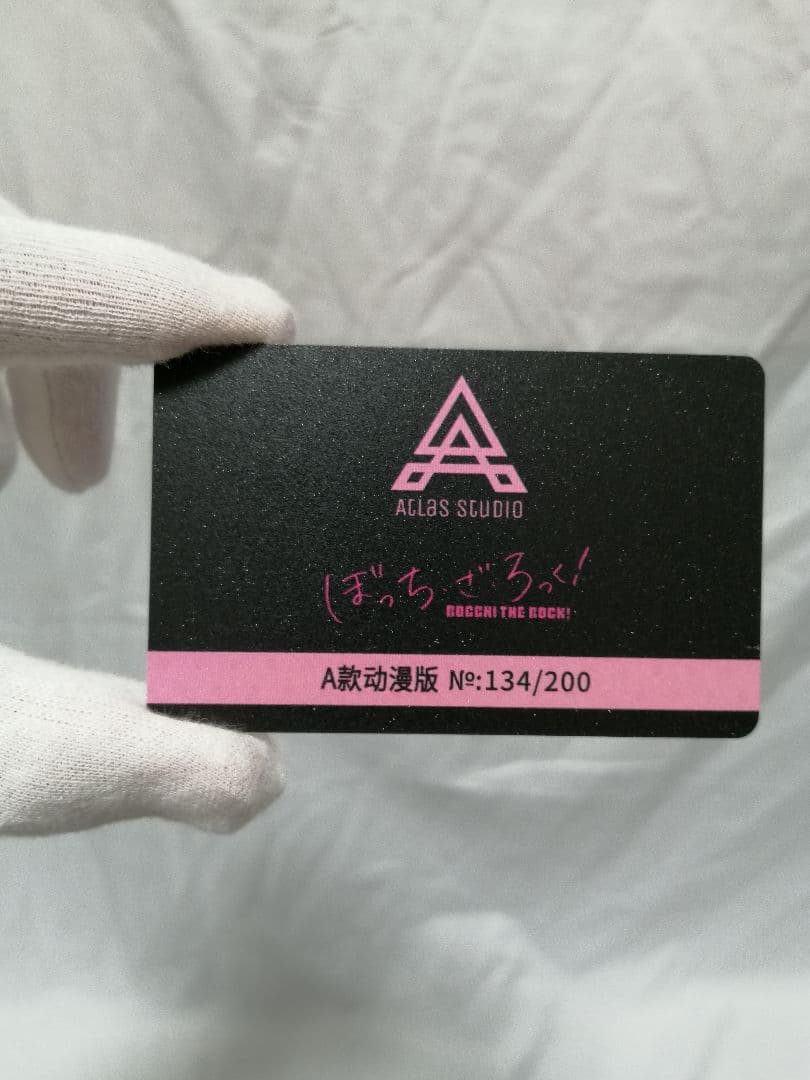 ATLAS STUDIO
ぼっち・ざ・ろっく!
BOCCHI THE ROCK!
A款动漫版 №:134/200